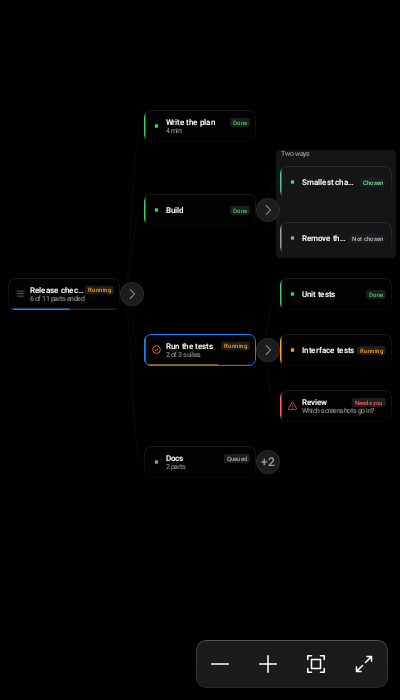 Write the plan
Done
4 min
Two ways
Smallest cha...
Chosen
Build
Done
Remove th...
Not chosen
Release chec...
Running
6 of 11 parts ended
Unit tests
Done
Run the tests
Running
2 of 3 suites
Interface tests
Running
Review
Needs you
Which screenshots go in?
Docs
Queued
2 parts
+2